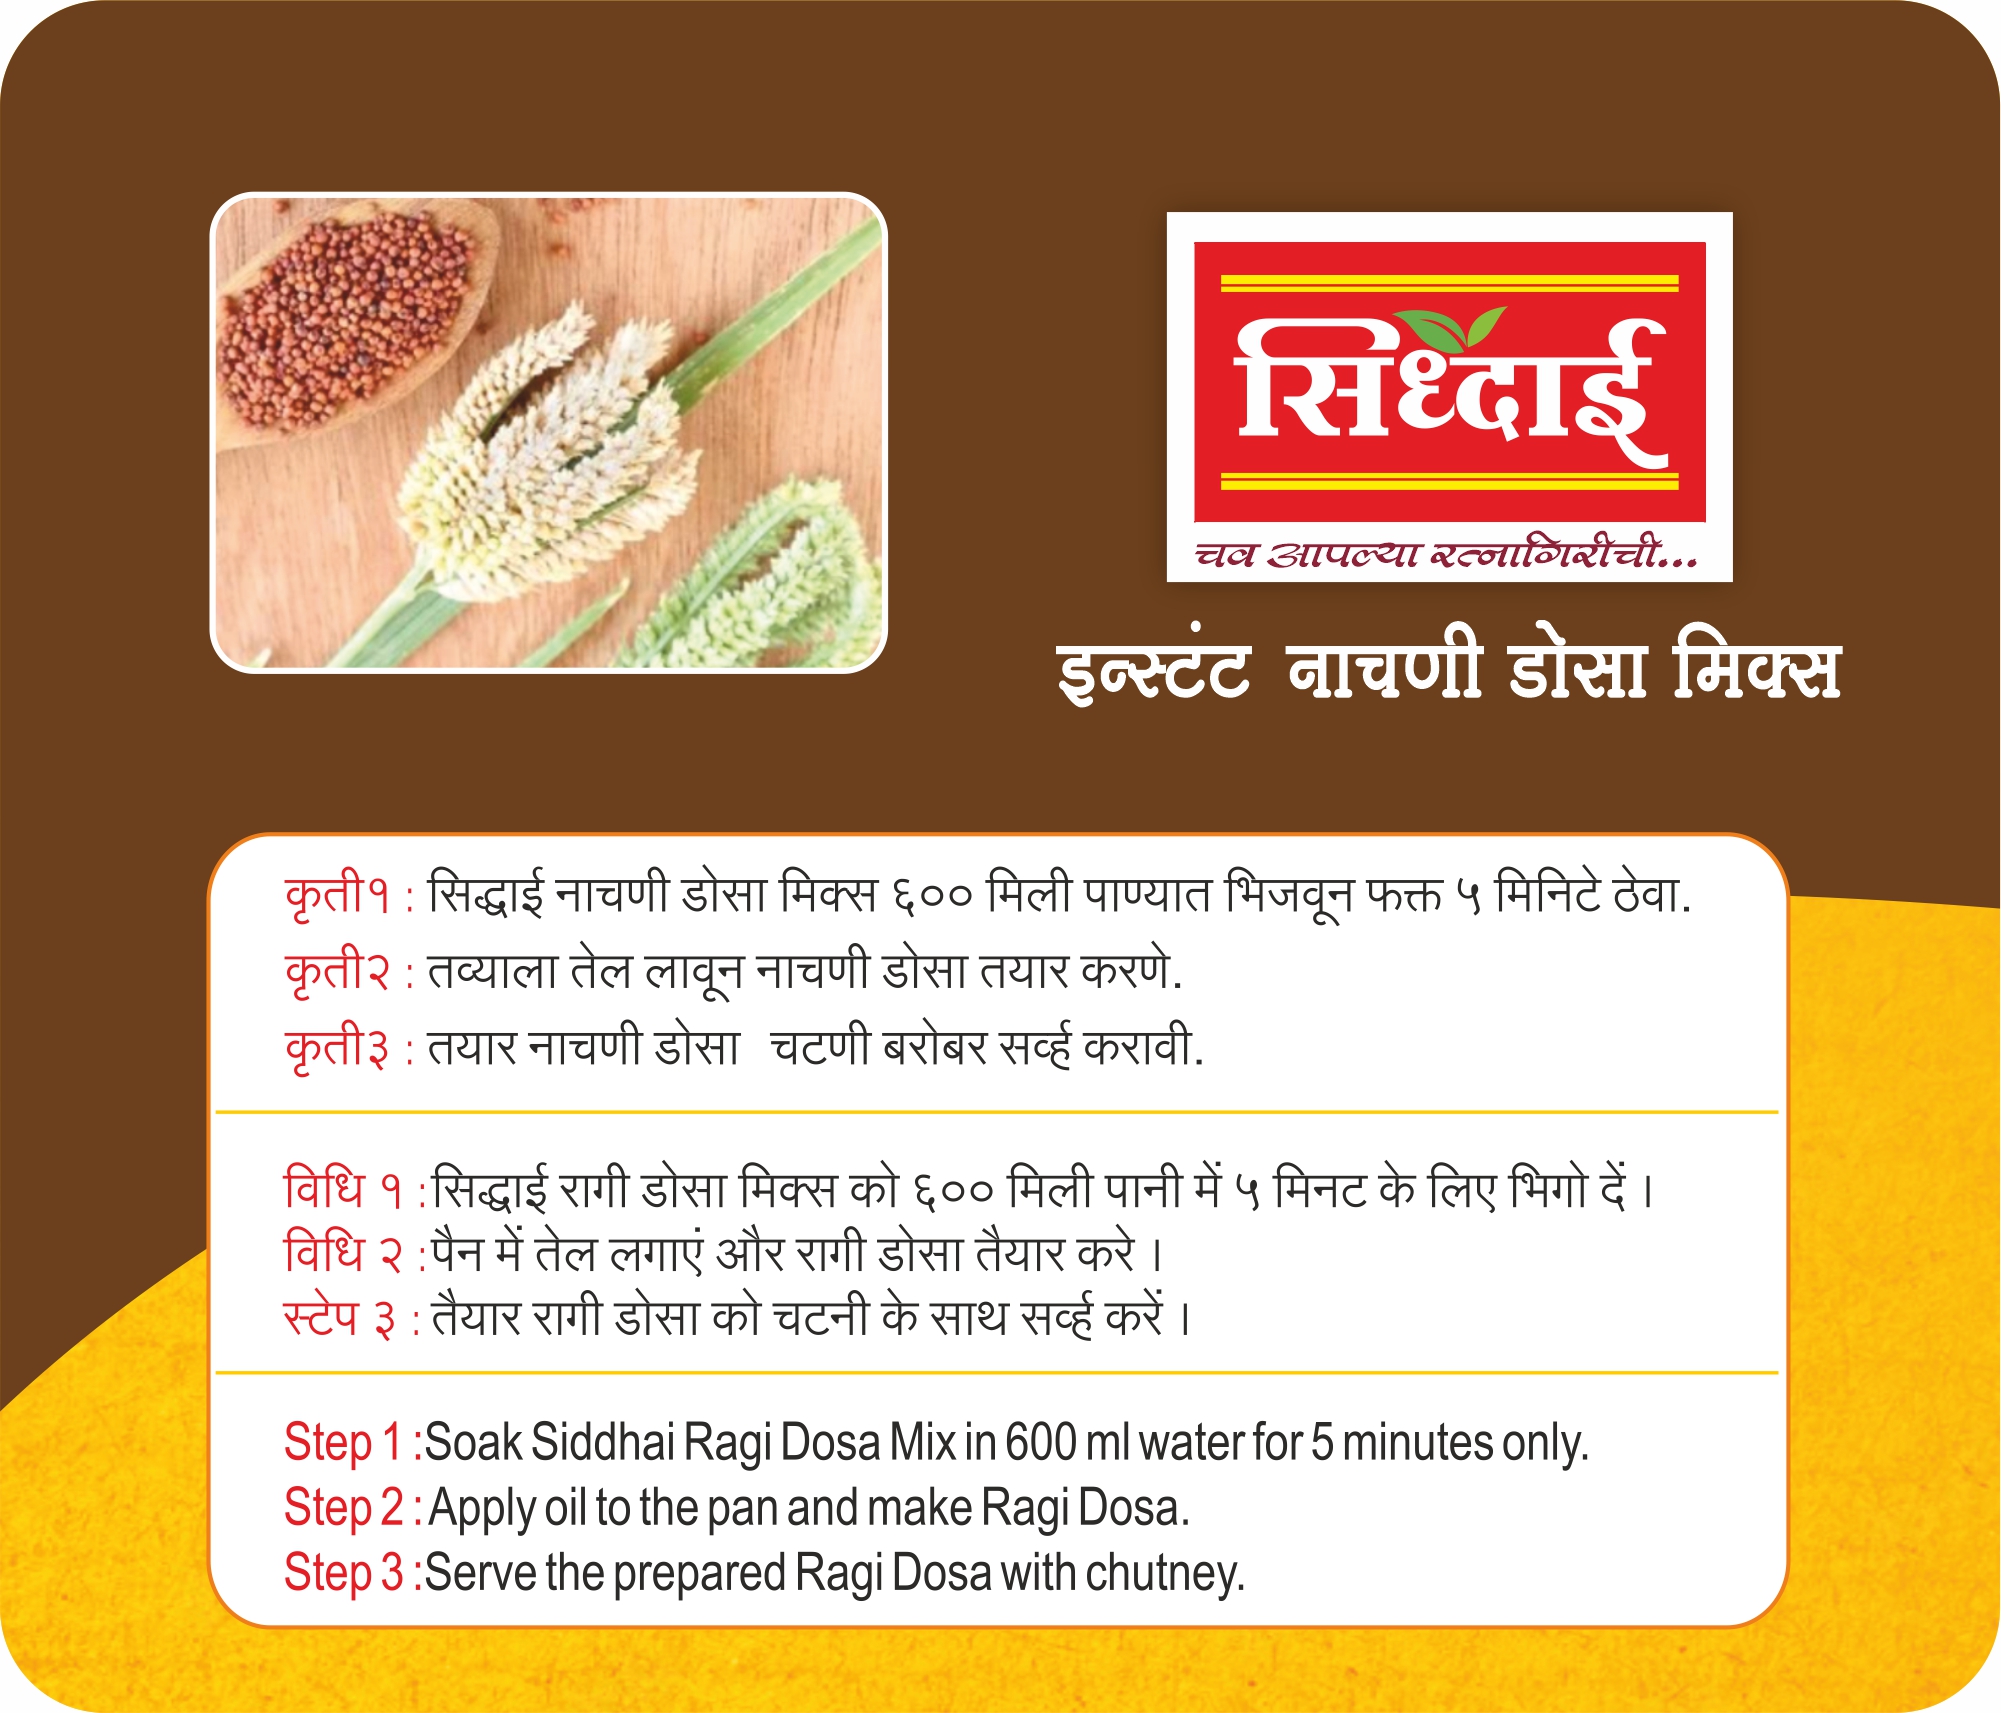 सिध्दाई
चव आपल्या रत्नागिरीची...
इन्स्टंट नाचणी डोसा मिक्स
कृती१ : सिद्धाई नाचणी डोसा मिक्स ६०० मिली पाण्यात भिजवून फक्त ५ मिनिटे ठेवा.
कृती२ : तव्याला तेल लावून नाचणी डोसा तयार करणे.
कृती३ : तयार नाचणी डोसा चटणी बरोबर सर्व्ह करावी.
विधि १ :सिद्धाई रागी डोसा मिक्स को ६०० मिली पानी में ५ मिनट के लिए भिगो दें ।
विधि २ :पैन में तेल लगाएं और रागी डोसा तैयार करे ।
स्टेप ३ : तैयार रागी डोसा को चटनी के साथ सर्व्ह करें ।
Step 1 :Soak Siddhai Ragi Dosa Mix in 600 ml water for 5 minutes only.
Step 2 : Apply oil to the pan and make Ragi Dosa.
Step 3 :Serve the prepared Ragi Dosa with chutney.